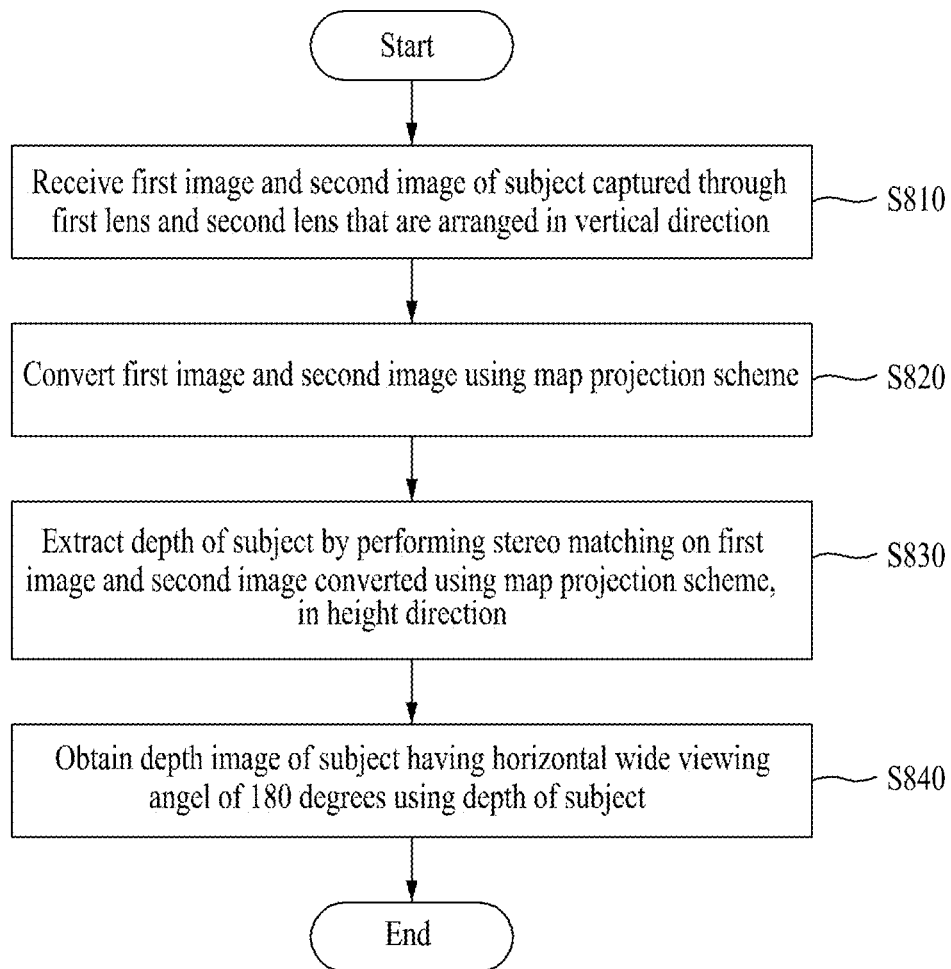 Start
Receive first image and second image of subject captured through
first lens and second lens that are arranged in vertical direction
S810
Convert first image and second image using map projection scheme
S820
Extract depth of subject by performing stereo matching on first
image and second image converted using map projection scheme,
in height direction
S830
Obtain depth image of subject having horizontal wide viewing
angel of 180 degrees using depth of subject
S840
End